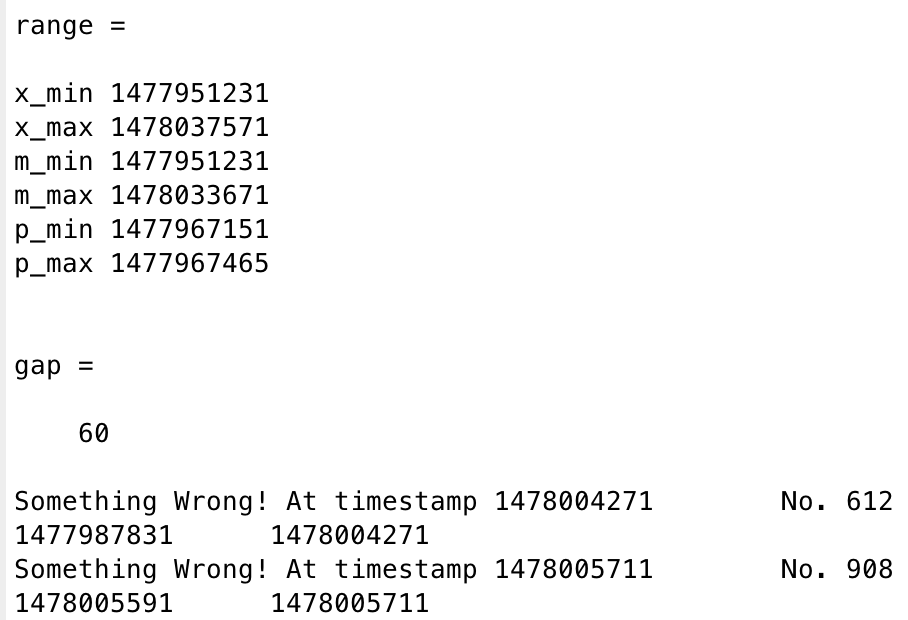 range =
x_min 1477951231
x_max 1478037571
m_min 1477951231
m_max 1478033671
p_min 1477967151
p_max 1477967465
gap =
60
Something Wrong! At timestamp 1478004271 No. 612
1477987831 1478004271
Something Wrong! At timestamp 1478005711 No. 908
1478005591 1478005711